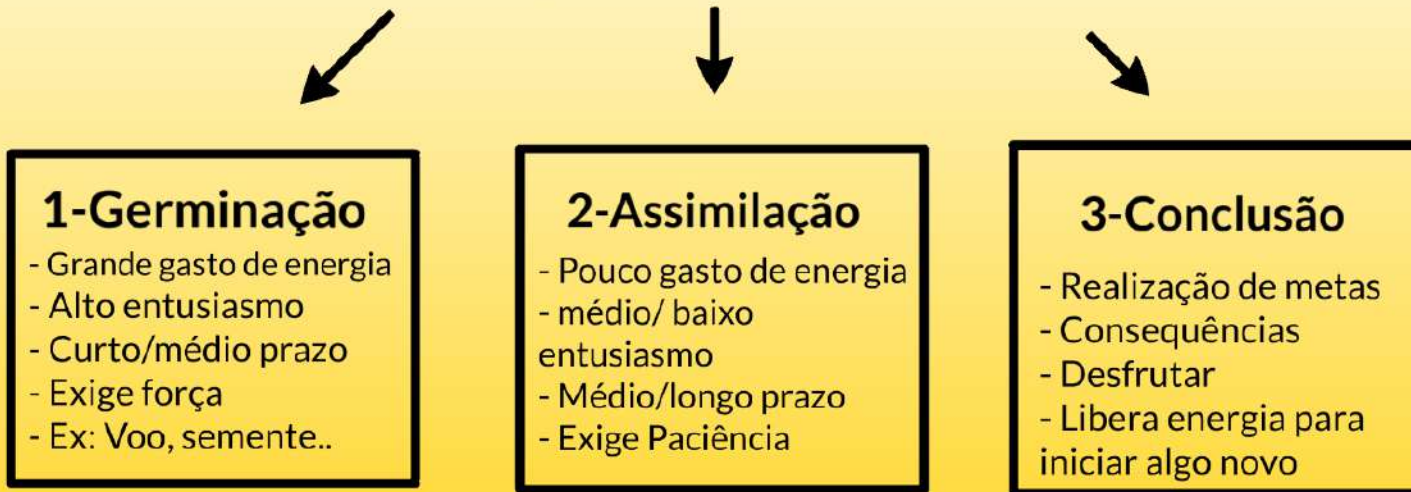 1-Germinação
- Grande gasto de energia
- Alto entusiasmo
- Curto/médio prazo
- Exige força
- Ex: Voo, semente..
2-Assimilação
- Pouco gasto de energia
- médio/ baixo
entusiasmo
- Médio/longo prazo
- Exige Paciência
3-Conclusão
- Realização de metas
- Consequências
- Desfrutar
- Libera energia para
iniciar algo novo